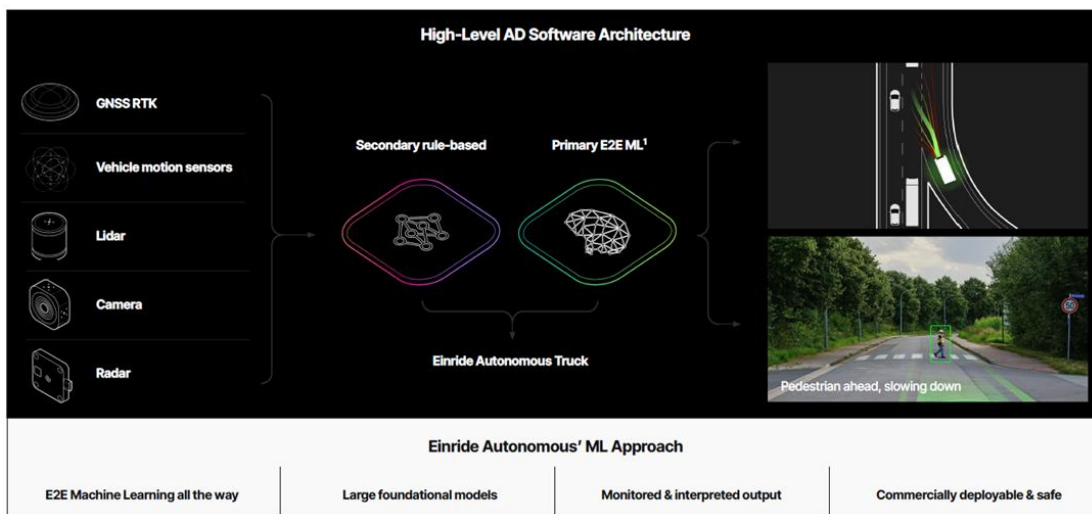 High-Level AD Software Architecture
GNSS RTK
Vehicle motion sensors
Lidar
Camera
Radar
Secondary rule-based
Primary E2E ML¹
Einride Autonomous Truck
Pedestrian ahead, slowing down
Einride Autonomous’ ML Approach
E2E Machine Learning all the way
Large foundational models
Monitored & interpreted output
Commercially deployable & safe